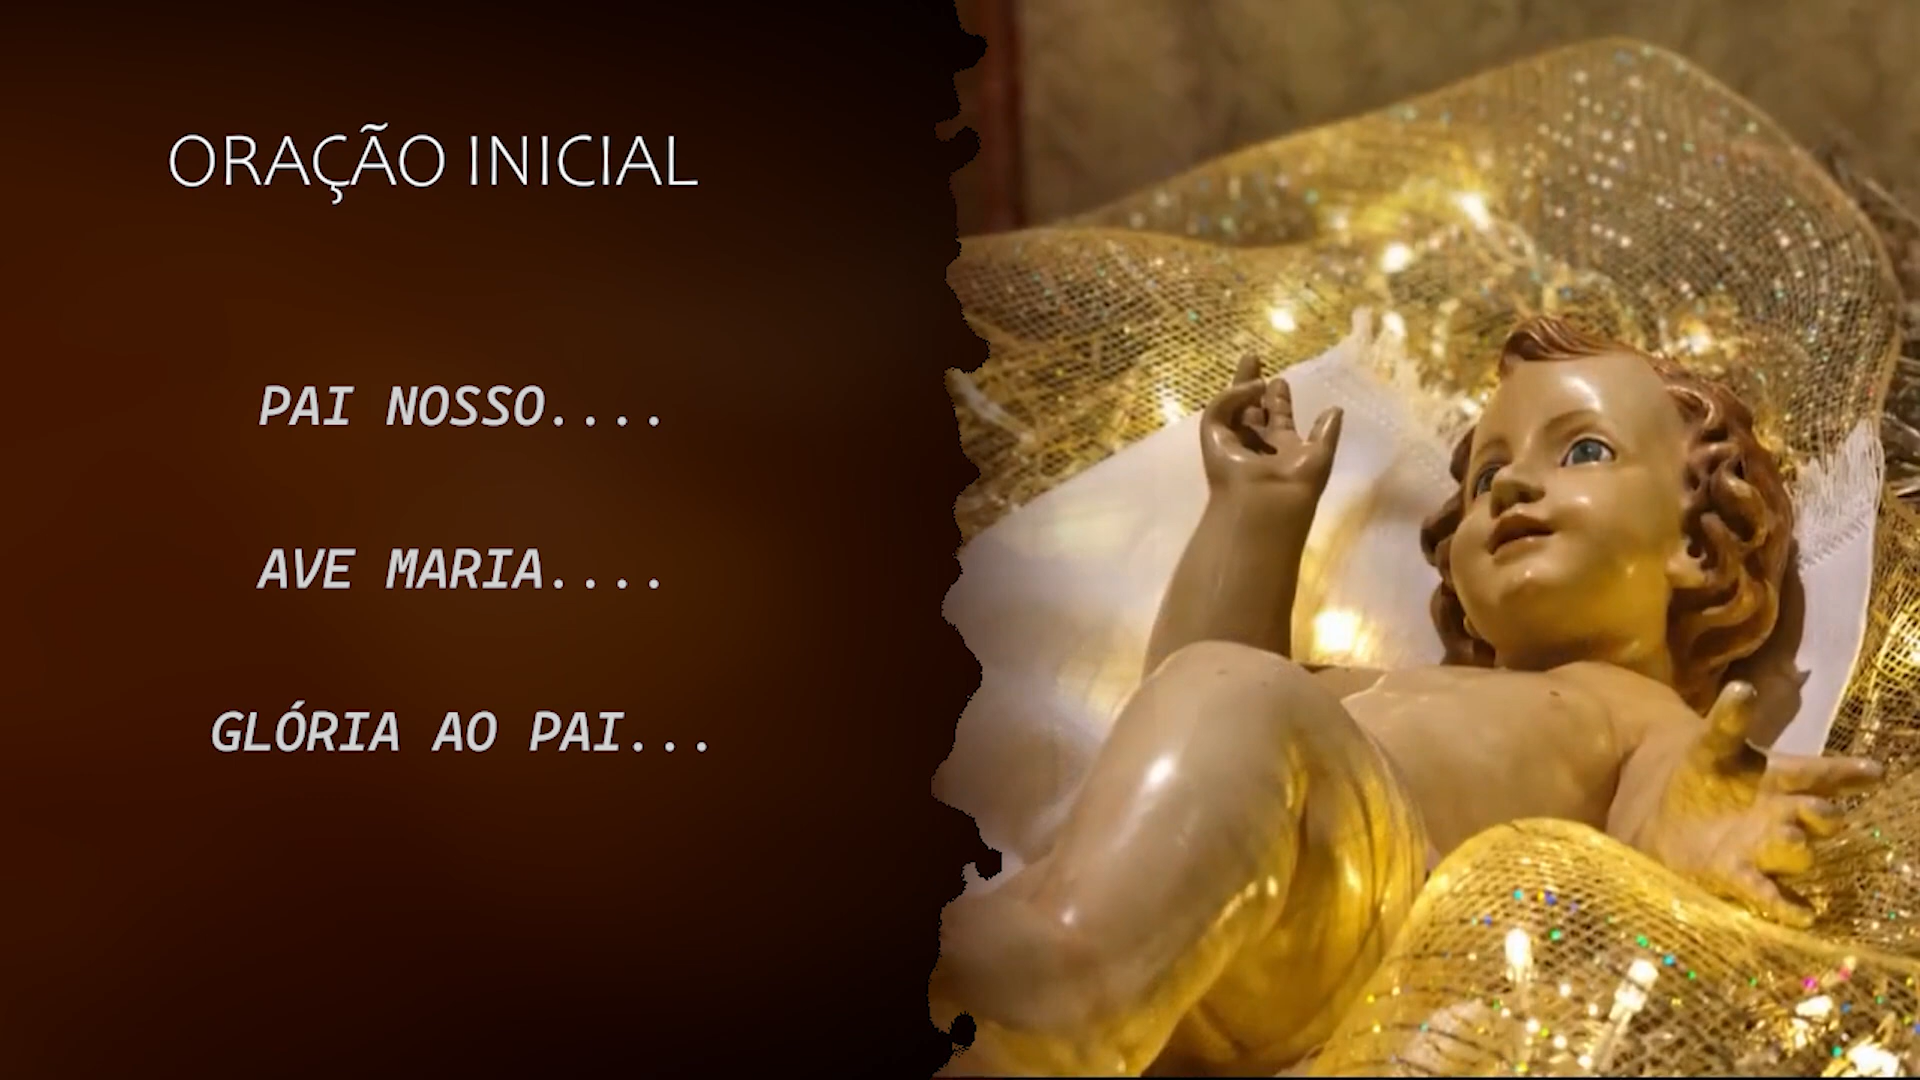 ORAÇÃO INICIAL
PAI NOSSO....
AVE MARIA....
GLÓRIA AO PAI...